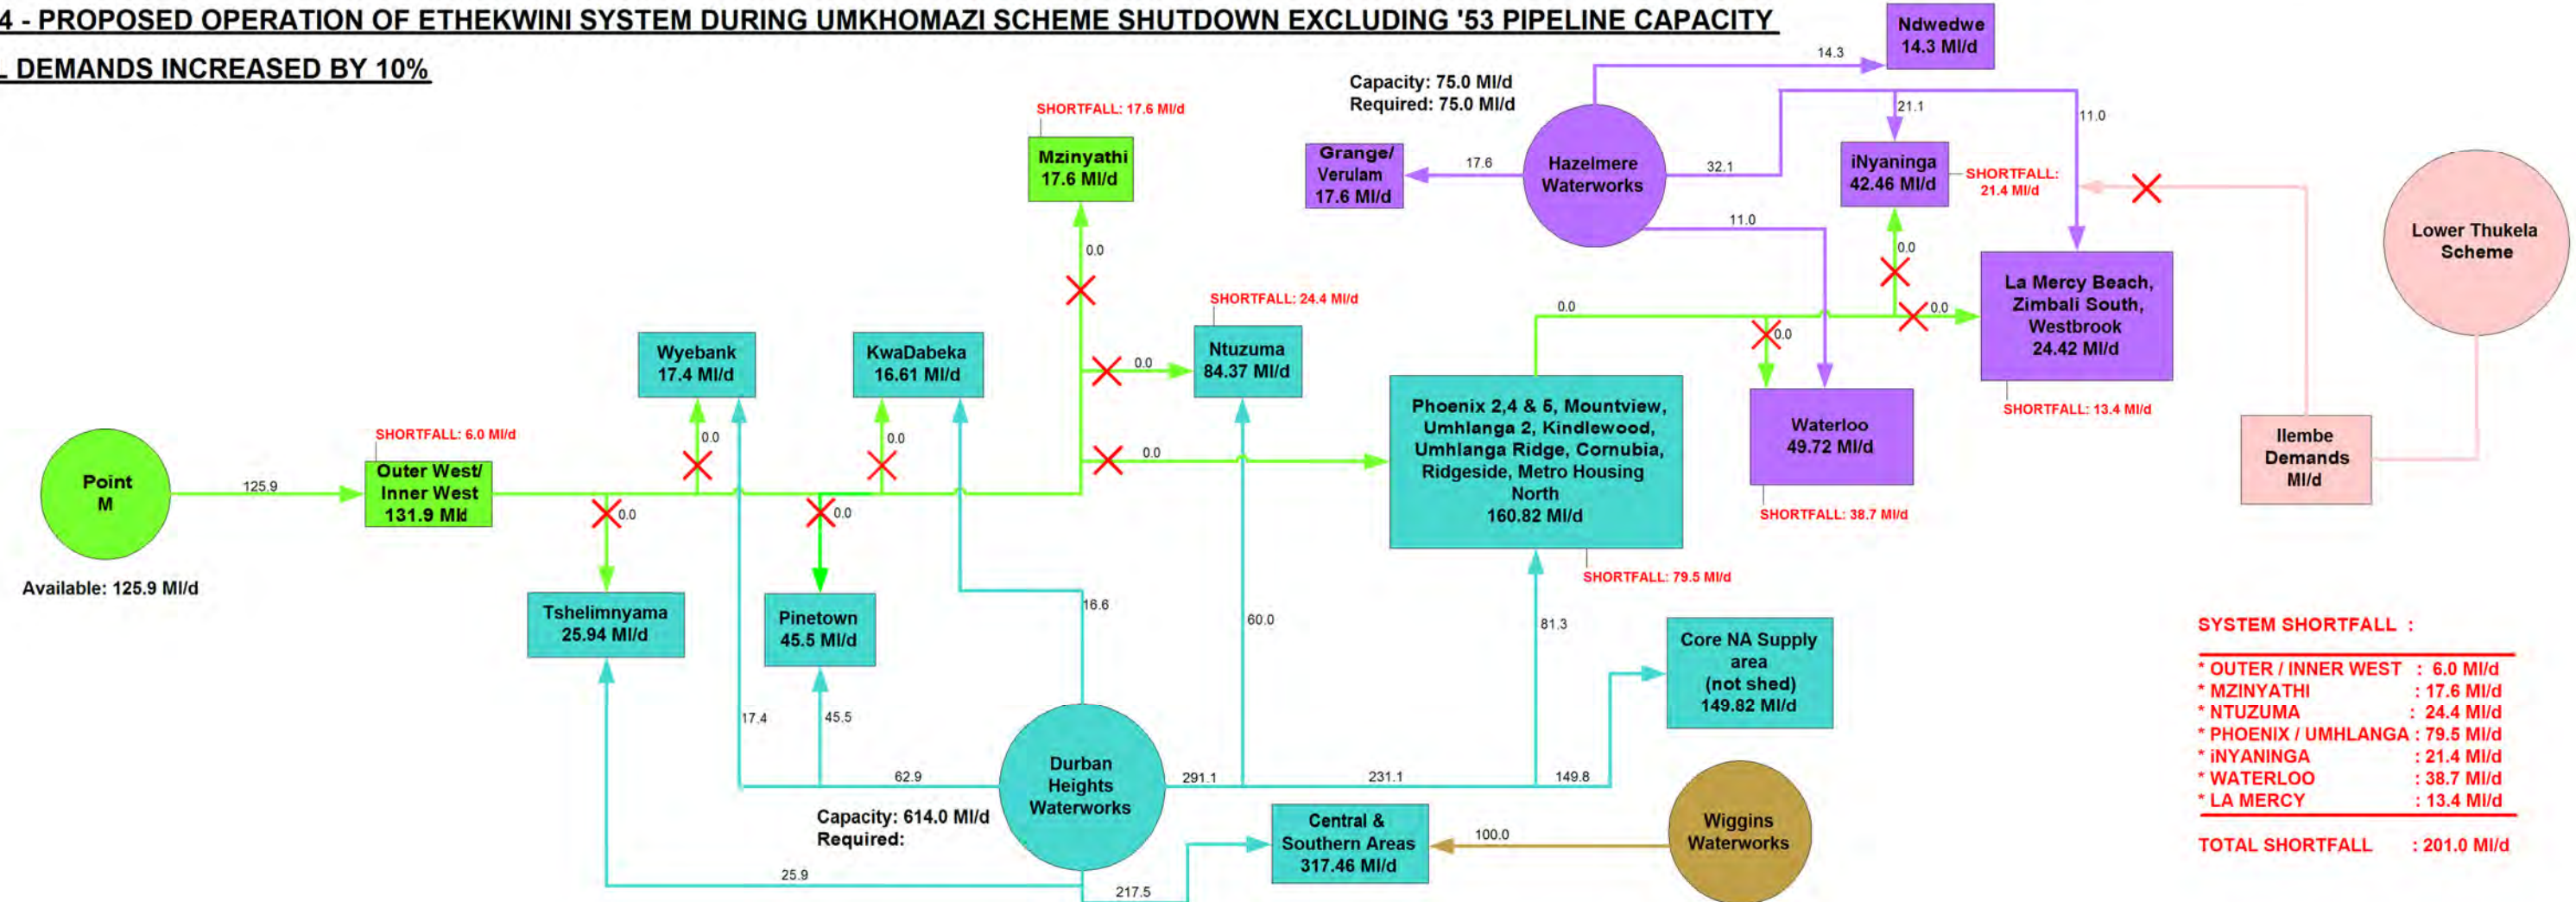 4 - PROPOSED OPERATION OF ETHEKWINI SYSTEM DURING UMKHOMAZI SCHEME SHUTDOWN EXCLUDING '53 PIPELINE CAPACITY
L DEMANDS INCREASED BY 10%
Ndwedwe
14.3 Ml/d
14.3
Capacity: 75.0 Ml/d
Required: 75.0 Ml/d
SHORTFALL: 17.6 Ml/d
Mzinyathi
17.6 Ml/d
Grange/
Verulam
17.6 Ml/d
17.6
Hazelmere
Waterworks
32.1
21.1
11.0
iNyaninga
42.46 Ml/d
SHORTFALL:
21.4 Ml/d
Lower Thukela
Scheme
11.0
0.0
0.0
La Mercy Beach,
Zimbali South,
Westbrook
24.42 Ml/d
SHORTFALL: 24.4 Ml/d
0.0
0.0
0.0
Wyebank
17.4 Ml/d
KwaDabeka
16.61 Ml/d
Ntuzuma
84.37 Ml/d
0.0
SHORTFALL: 13.4 Ml/d
Phoenix 2,4 & 5, Mountview,
Umhlanga 2, Kindlewood,
Umhlanga Ridge, Cornubia,
Ridgeside, Metro Housing
North
160.82 Ml/d
Waterloo
49.72 Ml/d
Ilembe
Demands
Ml/d
SHORTFALL: 6.0 Ml/d
0.0
0.0
0.0
Point
M
125.9
Outer West/
Inner West
131.9 Mld
0.0
0.0
SHORTFALL: 38.7 Ml/d
Available: 125.9 Ml/d
SHORTFALL: 79.5 Ml/d
Tshelimnyama
25.94 Ml/d
Pinetown
45.5 Ml/d
16.6
60.0
81.3
Core NA Supply
area
(not shed)
149.82 Ml/d
SYSTEM SHORTFALL :
* OUTER / INNER WEST : 6.0 Ml/d
* MZINYATHI : 17.6 Ml/d
* NTUZUMA : 24.4 Ml/d
* PHOENIX / UMHLANGA : 79.5 Ml/d
* iNYANINGA : 21.4 Ml/d
* WATERLOO : 38.7 Ml/d
* LA MERCY : 13.4 Ml/d
TOTAL SHORTFALL : 201.0 Ml/d
17.4
45.5
62.9
Durban
Heights
Waterworks
291.1
231.1
149.8
Capacity: 614.0 Ml/d
Required:
Central &
Southern Areas
317.46 Ml/d
100.0
Wiggins
Waterworks
25.9
217.5